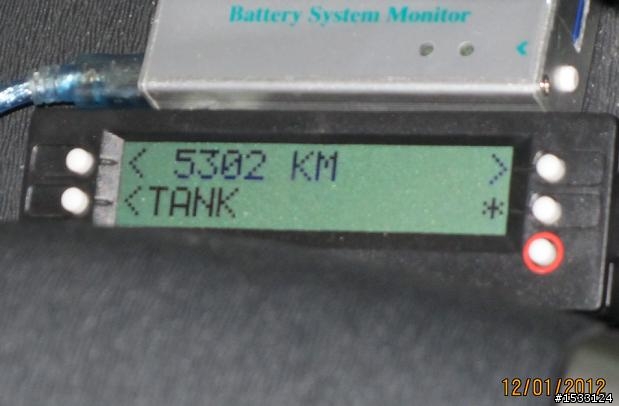 Battery System Monitor
< 5302 KM >
<TANK *
12/01/2012
#1533124